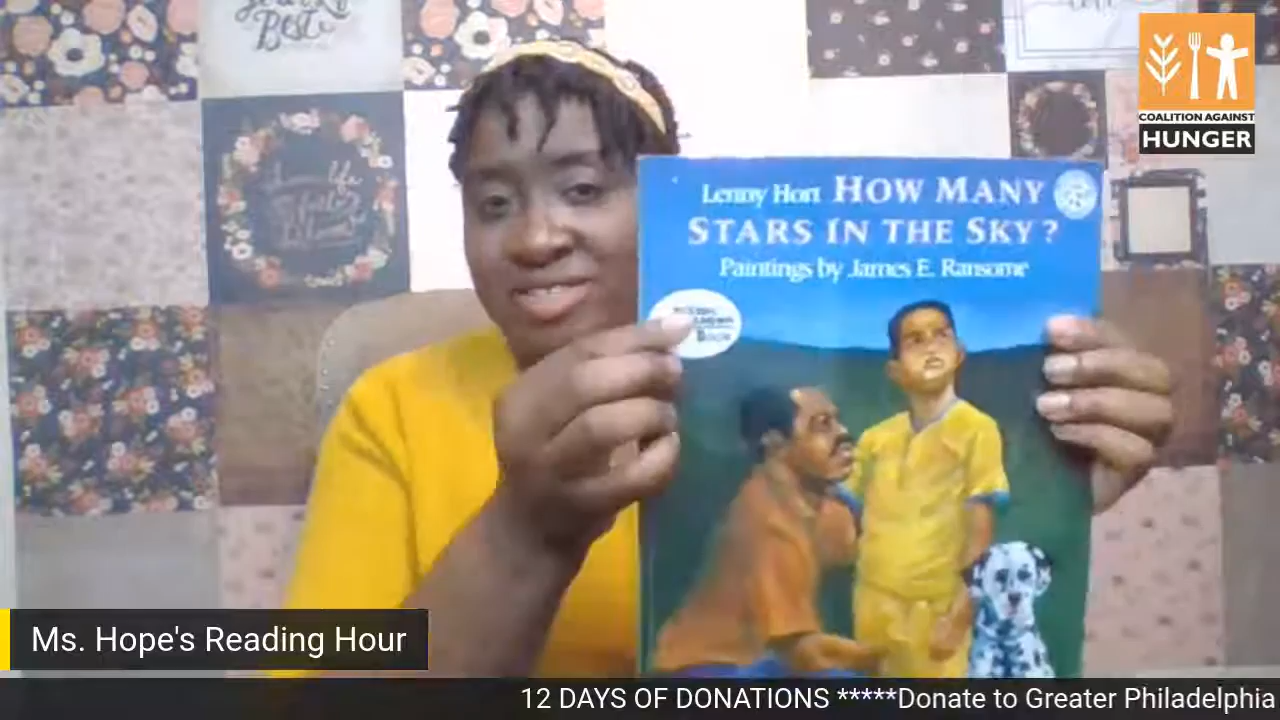 COALITION AGAINST
HUNGER
Lenny Hort HOW MANY
STARS IN THE SKY?
Paintings by James E. Ransome
Ms. Hope's Reading Hour
12 DAYS OF DONATIONS *****Donate to Greater Philadelphia